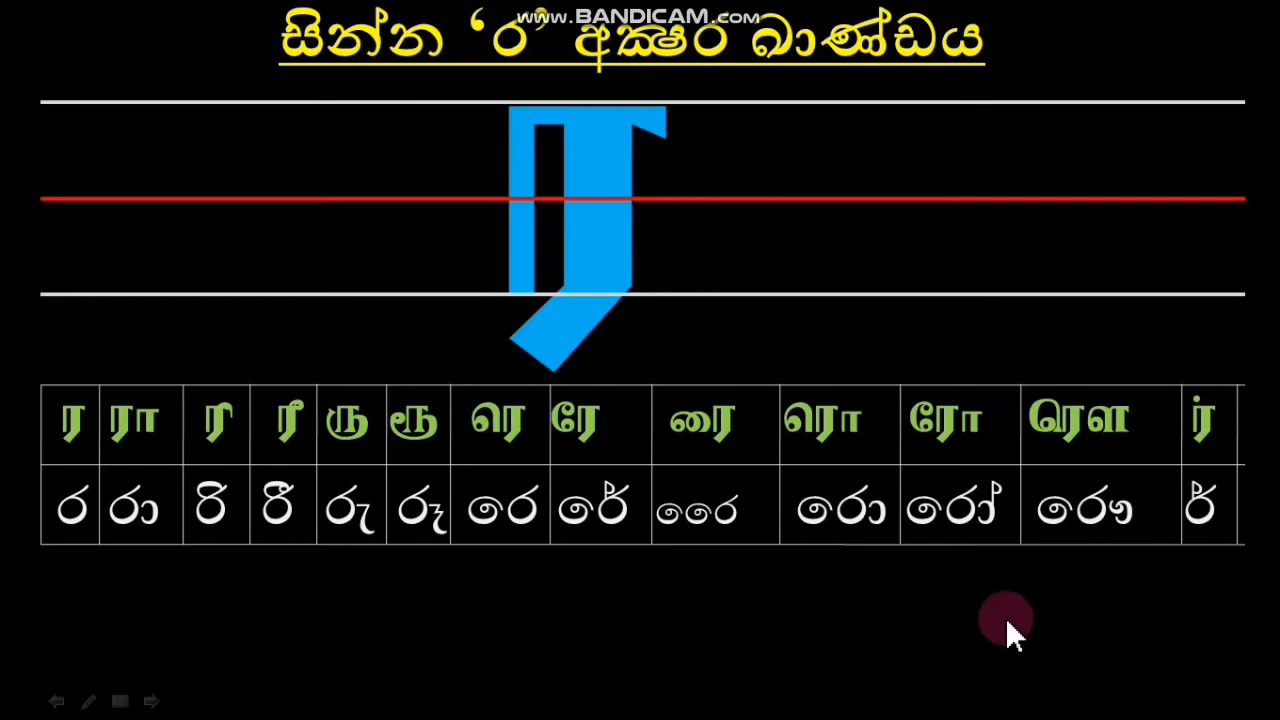 www.BANDICAM.com
සින්න ‘ර’ අක්ෂර ඛාණ්ඩය
ர
ர ரா ரி ரீ ரு ரூ ரெ ரே ரை ரொ ரோ ரௌ ர்
ර රා රි රී රු රූ රෙ රේ රෛ රො රෝ රෞ ර්